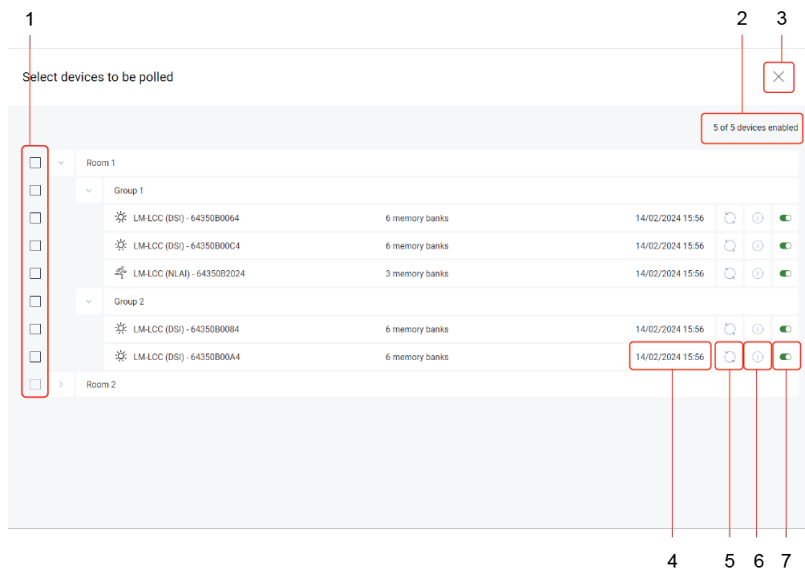 1 2 3
Select devices to be polled
5 of 5 devices enabled
Room 1
Group 1
LM-LCC (DSI) - 64350B0064 6 memory banks 14/02/2024 15:56
LM-LCC (DSI) - 64350B00C4 6 memory banks 14/02/2024 15:56
LM-LCC (NLAI) - 64350B2024 3 memory banks 14/02/2024 15:56
Group 2
LM-LCC (DSI) - 64350B0084 6 memory banks 14/02/2024 15:56
LM-LCC (DSI) - 64350B00A4 6 memory banks 14/02/2024 15:56
Room 2
4 5 6 7